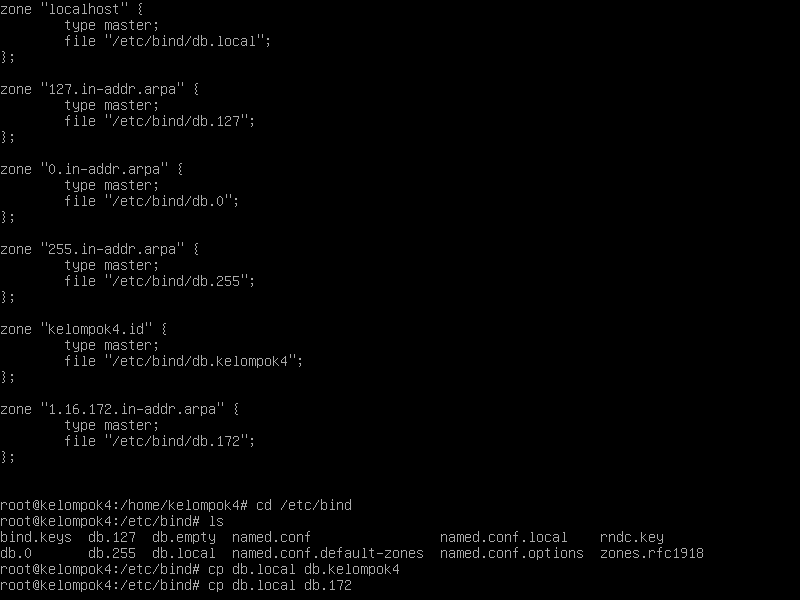 zone "localhost" {
        type master;
        file "/etc/bind/db.local";
};

zone "127.in-addr.arpa" {
        type master;
        file "/etc/bind/db.127";
};

zone "0.in-addr.arpa" {
        type master;
        file "/etc/bind/db.0";
};

zone "255.in-addr.arpa" {
        type master;
        file "/etc/bind/db.255";
};

zone "kelompok4.id" {
        type master;
        file "/etc/bind/db.kelompok4";
};

zone "1.16.172.in-addr.arpa" {
        type master;
        file "/etc/bind/db.172";
};

root@kelompok4:/home/kelompok4# cd /etc/bind
root@kelompok4:/etc/bind# ls
bind.keys  db.127  db.empty  named.conf                named.conf.local    rndc.key
db.0       db.255  db.local  named.conf.default-zones  named.conf.options  zones.rfc1918
root@kelompok4:/etc/bind# cp db.local db.kelompok4
root@kelompok4:/etc/bind# cp db.local db.172